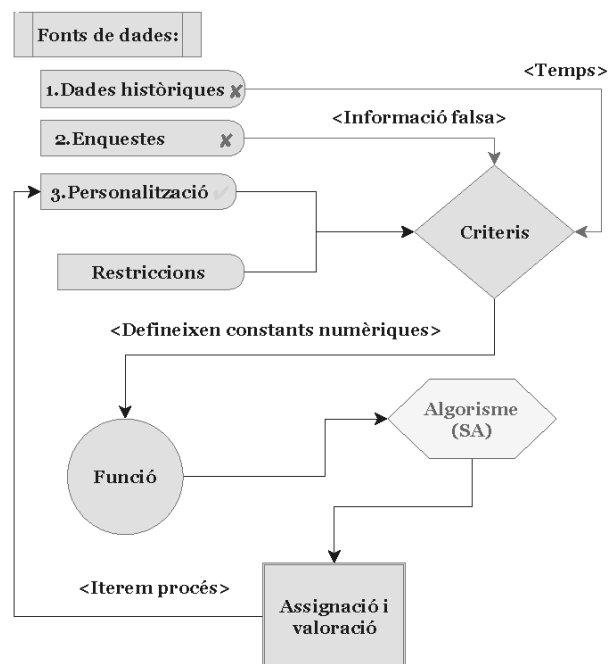 Fonts de dades:
<Temps>
1.Dades històriques ✘
<Informació falsa>
2.Enquestes ✘
3.Personalització ✔
Criteris
Restriccions
<Defineixen constants numèriques>
Algorisme
(SA)
Funció
<Iterem procés>
Assignació i
valoració